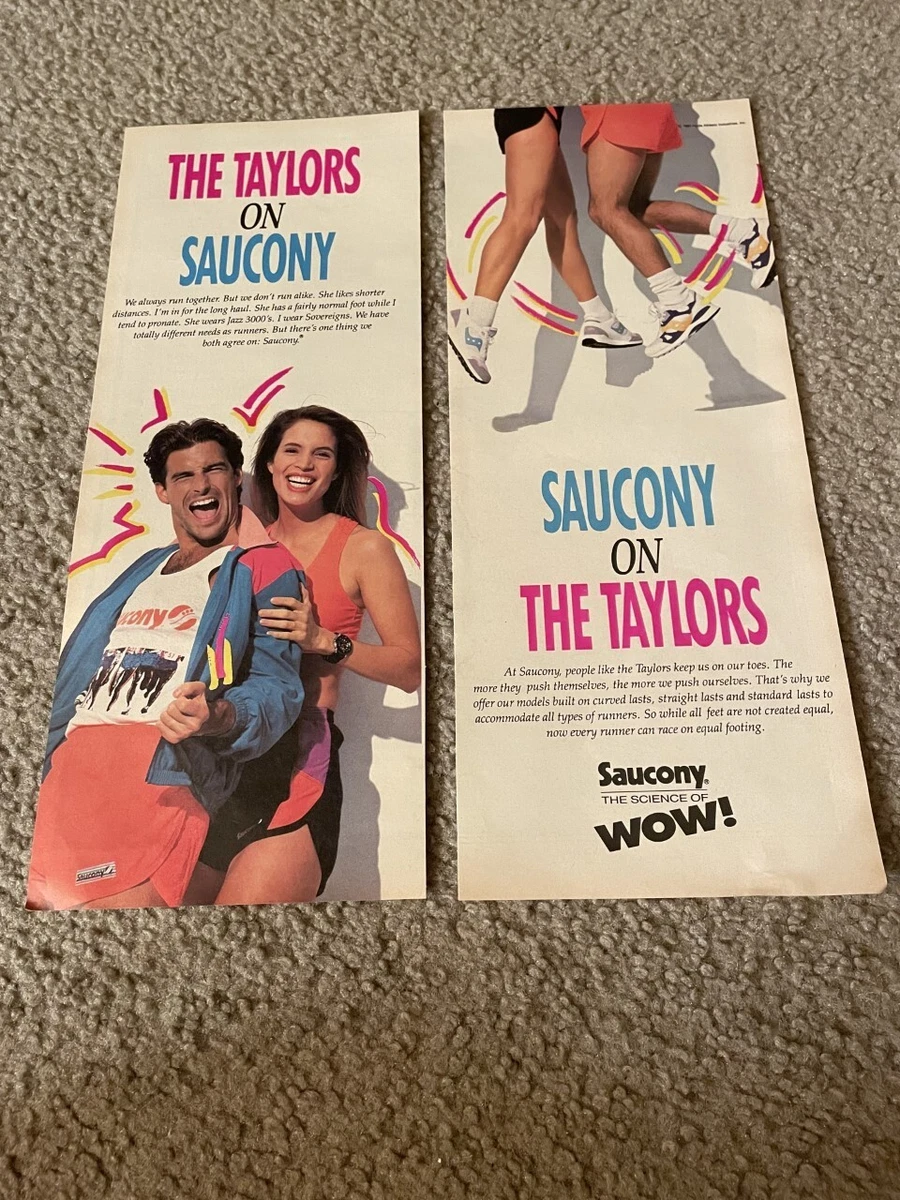 THE TAYLORS
ON
SAUCONY
We always run together. But we don't run alike. She likes shorter
distances. I'm in for the long haul. She has a fairly normal foot while I
tend to pronate. She wears Jazz 3000's. I wear Sovereigns. We have
totally different needs as runners. But there's one thing we
both agree on: Saucony.®
cony
saucony
SAUCONY
ON
THE TAYLORS
At Saucony, people like the Taylors keep us on our toes. The
more they push themselves, the more we push ourselves. That's why we
offer our models built on curved lasts, straight lasts and standard lasts to
accommodate all types of runners. So while all feet are not created equal,
now every runner can race on equal footing.
Saucony®
THE SCIENCE OF
WOW!